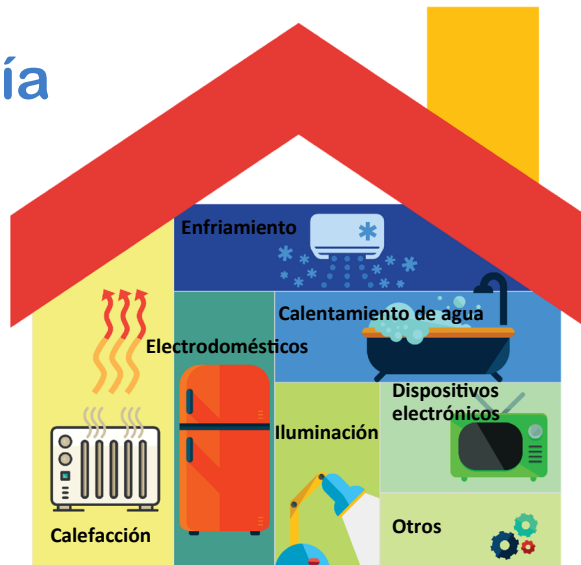 ía
Enfriamiento
Calentamiento de agua
Electrodomésticos
Dispositivos
electrónicos
Iluminación
Calefacción
Otros